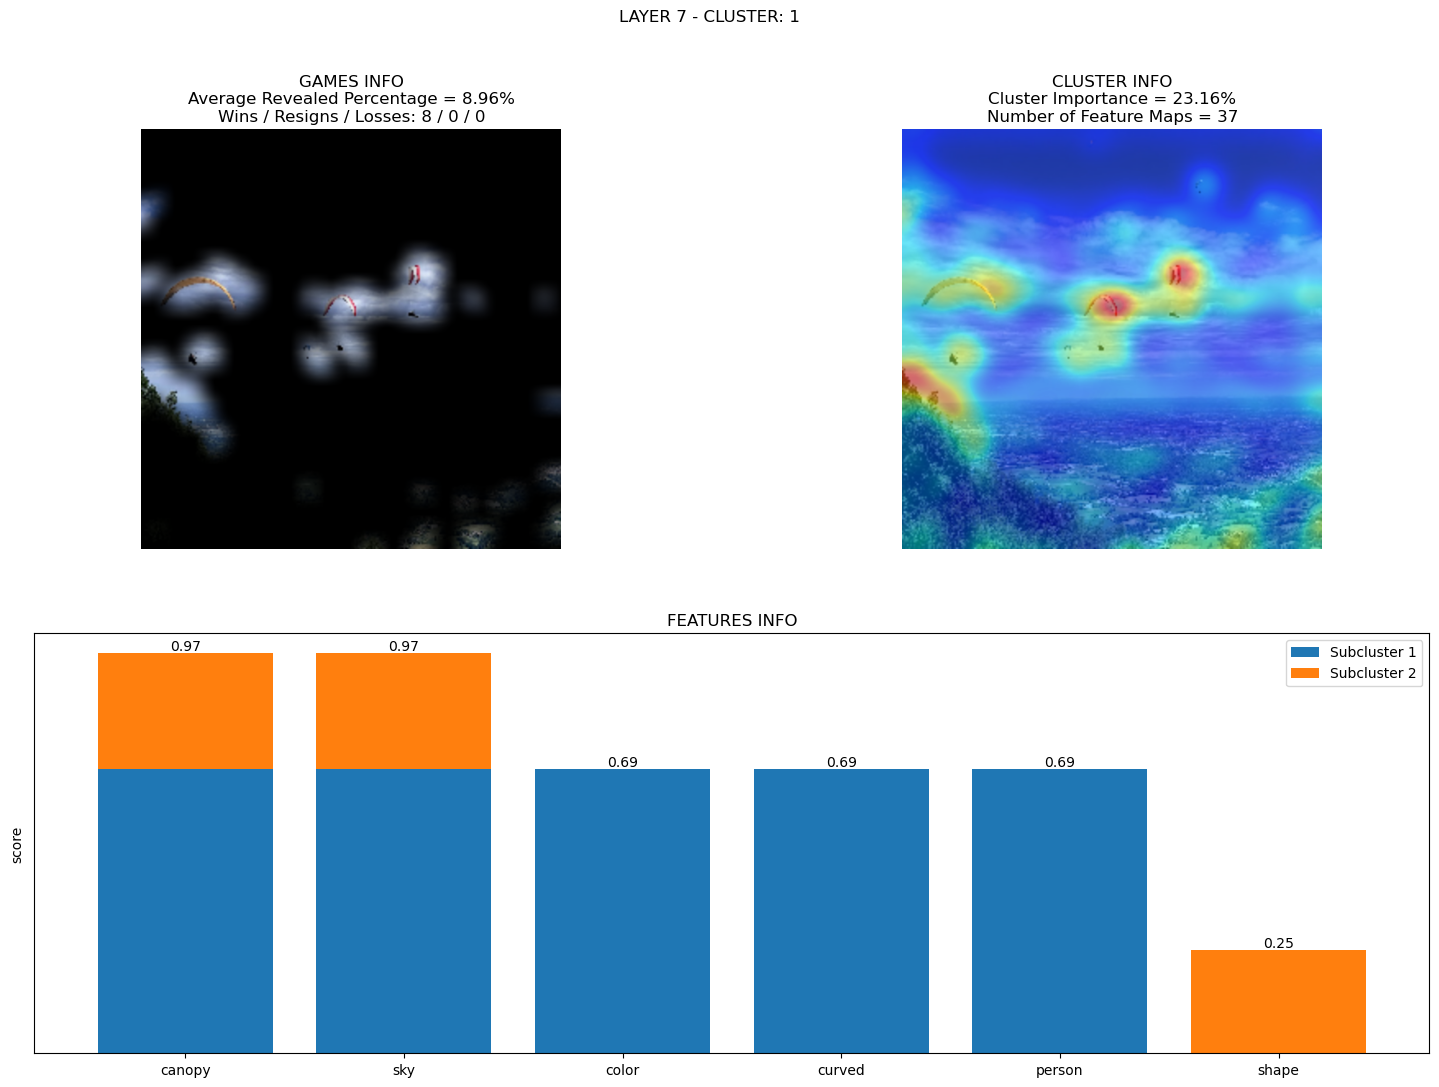 LAYER 7 - CLUSTER: 1
GAMES INFO
Average Revealed Percentage = 8.96%
Wins / Resigns / Losses: 8 / 0 / 0
CLUSTER INFO
Cluster Importance = 23.16%
Number of Feature Maps = 37
FEATURES INFO
Subcluster 1
Subcluster 2
0.97
0.97
0.69
0.69
0.69
0.25
score
canopy
sky
color
curved
person
shape